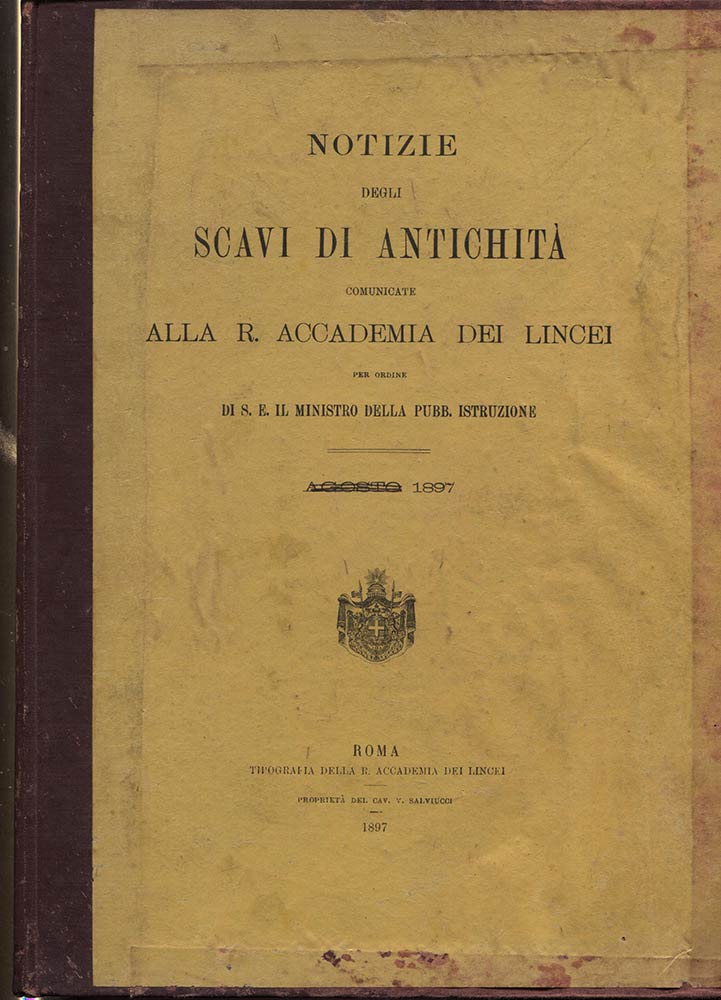 NOTIZIE
DEGLI
SCAVI DI ANTICHITÀ
COMUNICATE
ALLA R. ACCADEMIA DEI LINCEI
PER ORDINE
DI S. E. IL MINISTRO DELLA PUBB. ISTRUZIONE
AGOSTO 1897
ROMA
TIPOGRAFIA DELLA R. ACCADEMIA DEI LINCEI
PROPRIETÀ DEL CAV. V. SALVIUCCI
1897